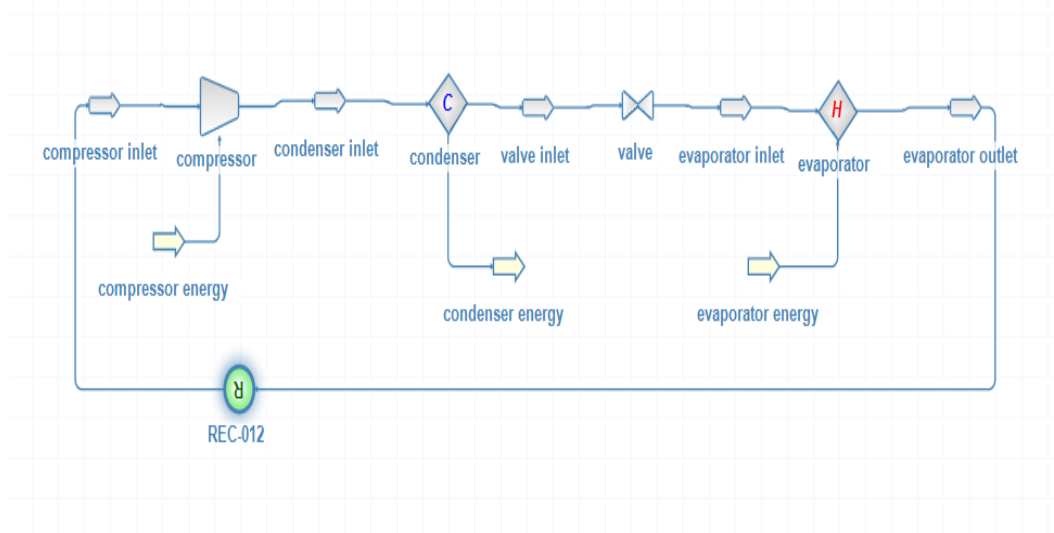 C
H
compressor inlet
compressor
condenser inlet
condenser
valve inlet
valve
evaporator inlet
evaporator
evaporator outlet
compressor energy
condenser energy
evaporator energy
R
REC-012